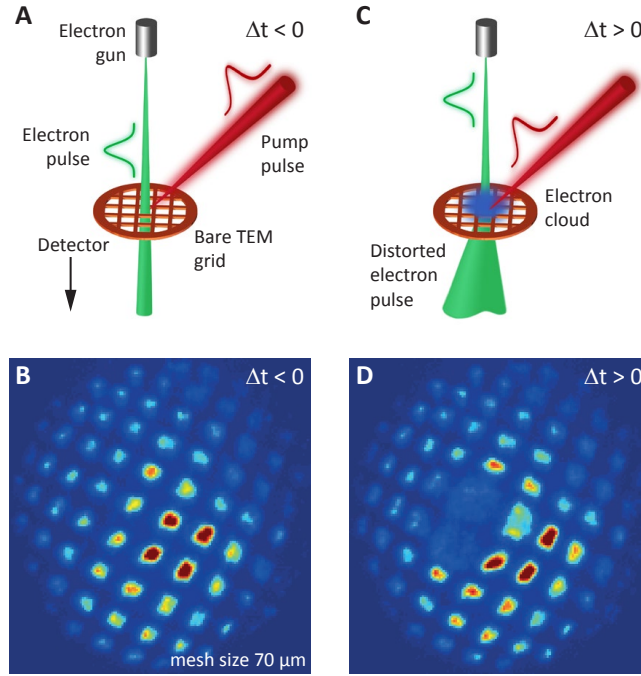 A
Electron
gun
Δt < 0
Electron
pulse
Pump
pulse
Detector
Bare TEM
grid
C
Δt > 0
Electron
cloud
Distorted
electron
pulse
B
Δt < 0
mesh size 70 µm
D
Δt > 0